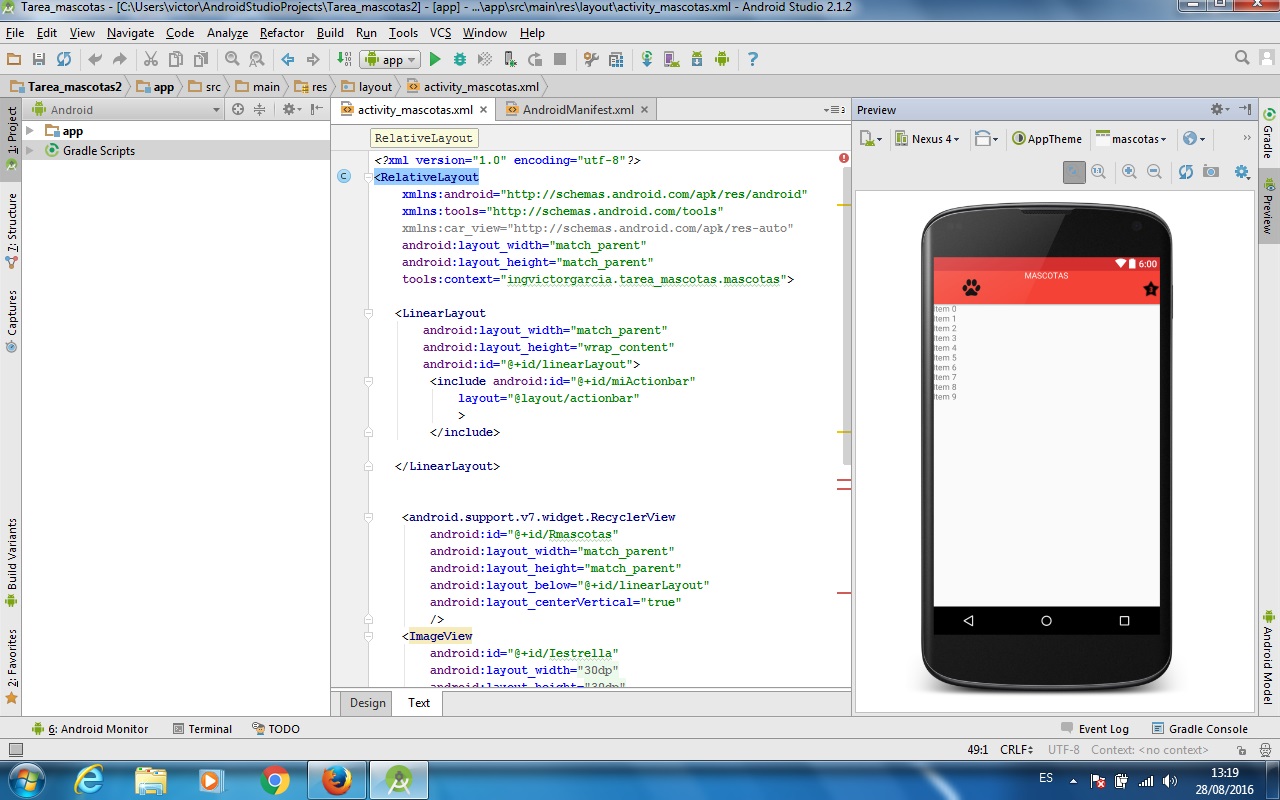 Tarea_mascotas - [C:\Users\victor\AndroidStudioProjects\Tarea_mascotas2] - [app] - ...\app\src\main\res\layout\activity_mascotas.xml - Android Studio 2.1.2
File Edit View Navigate Code Analyze Refactor Build Run Tools VCS Window Help
app
Tarea_mascotas2 app src main res layout activity_mascotas.xml
1: Project
7: Structure
Captures
Build Variants
2: Favorites
Android
app
Gradle Scripts
activity_mascotas.xml AndroidManifest.xml
RelativeLayout
<?xml version="1.0" encoding="utf-8"?>
<RelativeLayout
xmlns:android="http://schemas.android.com/apk/res/android"
xmlns:tools="http://schemas.android.com/tools"
xmlns:car_view="http://schemas.android.com/apk/res-auto"
android:layout_width="match_parent"
android:layout_height="match_parent"
tools:context="ingvictorgarcia.tarea_mascotas.mascotas">
<LinearLayout
android:layout_width="match_parent"
android:layout_height="wrap_content"
android:id="@+id/linearLayout">
<include android:id="@+id/miActionbar"
layout="@layout/actionbar"
>
</include>
</LinearLayout>
<android.support.v7.widget.RecyclerView
android:id="@+id/Rmascotas"
android:layout_width="match_parent"
android:layout_height="match_parent"
android:layout_below="@+id/linearLayout"
android:layout_centerVertical="true"
/>
<ImageView
android:id="@+id/Iestrella"
android:layout_width="30dp"
android:layout_height="30dp"
Design Text
Preview
Nexus 4 AppTheme mascotas
1:1
6:00
MASCOTAS
Item 0
Item 1
Item 2
Item 3
Item 4
Item 5
Item 6
Item 7
Item 8
Item 9
Gradle
Preview
Android Model
6: Android Monitor Terminal TODO Event Log Gradle Console
49:1 CRLF UTF-8 Context: <no context>
ES 13:19
28/08/2016